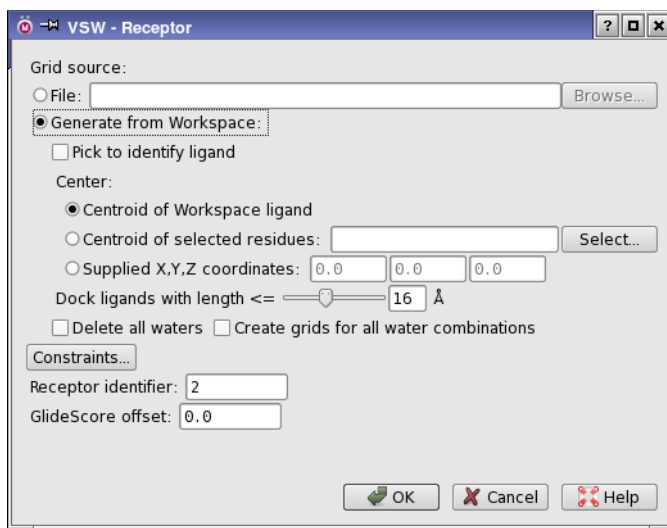 VSW - Receptor
Grid source:
File: Browse...
Generate from Workspace:
Pick to identify ligand
Center:
Centroid of Workspace ligand
Centroid of selected residues: Select...
Supplied X,Y,Z coordinates: 0.0 0.0 0.0
Dock ligands with length <= 16 Å
Delete all waters Create grids for all water combinations
Constraints...
Receptor identifier: 2
GlideScore offset: 0.0
OK Cancel Help